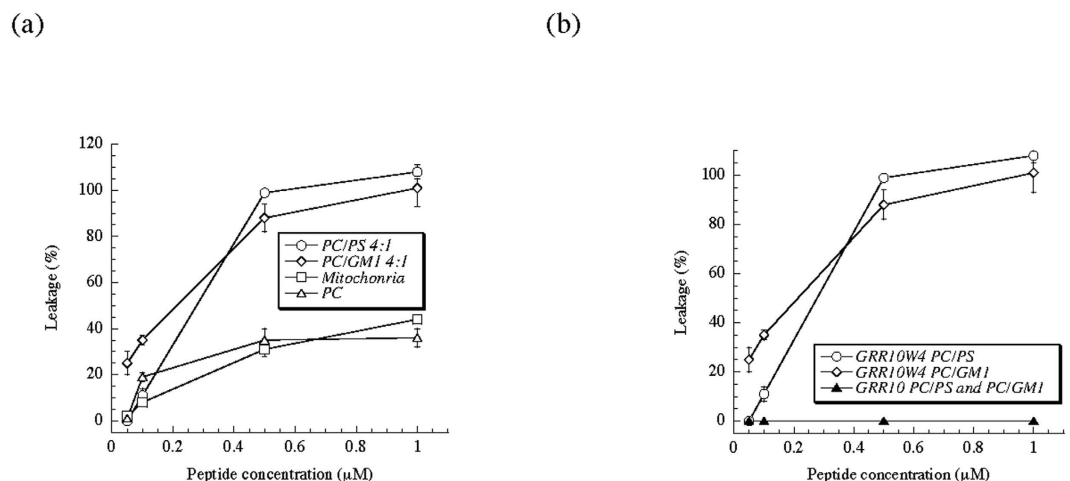 (a)
(b)
120
100
80
60
40
20
0
Leakage (%)
PC/PS 4:1
PC/GM1 4:1
Mitochonria
PC
0 0.2 0.4 0.6 0.8 1
Peptide concentration (μM)
100
80
60
40
20
0
Leakage (%)
GRR10W4 PC/PS
GRR10W4 PC/GM1
GRR10 PC/PS and PC/GM1
0 0.2 0.4 0.6 0.8 1
Peptide concentration (μM)